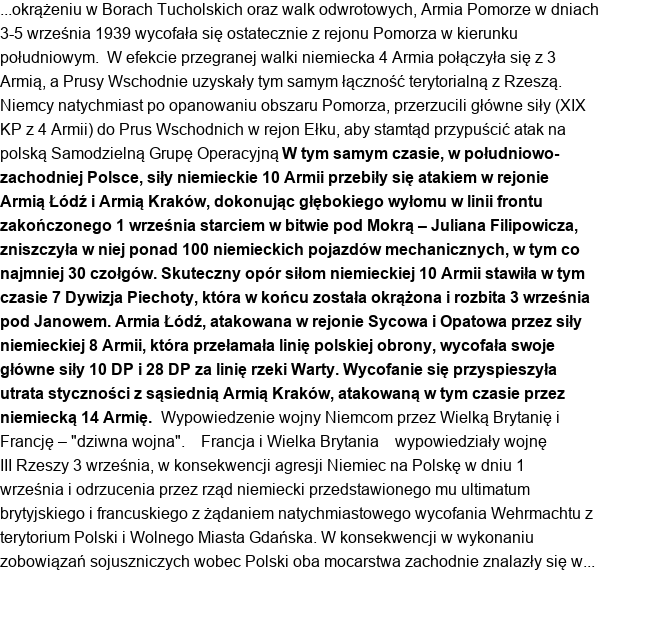 ...okrążeniu w Borach Tucholskich oraz walk odwrotowych, Armia Pomorze w dniach
3-5 września 1939 wycofała się ostatecznie z rejonu Pomorza w kierunku
południowym.  W efekcie przegranej walki niemiecka 4 Armia połączyła się z 3
Armią, a Prusy Wschodnie uzyskały tym samym łączność terytorialną z Rzeszą.
Niemcy natychmiast po opanowaniu obszaru Pomorza, przerzucili główne siły (XIX
KP z 4 Armii) do Prus Wschodnich w rejon Ełku, aby stamtąd przypuścić atak na
polską Samodzielną Grupę Operacyjną W tym samym czasie, w południowo-
zachodniej Polsce, siły niemieckie 10 Armii przebiły się atakiem w rejonie
Armią Łódź i Armią Kraków, dokonując głębokiego wyłomu w linii frontu
zakończonego 1 września starciem w bitwie pod Mokrą – Juliana Filipowicza,
zniszczyła w niej ponad 100 niemieckich pojazdów mechanicznych, w tym co
najmniej 30 czołgów. Skuteczny opór siłom niemieckiej 10 Armii stawiła w tym
czasie 7 Dywizja Piechoty, która w końcu została okrążona i rozbita 3 września
pod Janowem. Armia Łódź, atakowana w rejonie Sycowa i Opatowa przez siły
niemieckiej 8 Armii, która przełamała linię polskiej obrony, wycofała swoje
główne siły 10 DP i 28 DP za linię rzeki Warty. Wycofanie się przyspieszyła
utrata styczności z sąsiednią Armią Kraków, atakowaną w tym czasie przez
niemiecką 14 Armię.  Wypowiedzenie wojny Niemcom przez Wielką Brytanię i
Francję – "dziwna wojna".    Francja i Wielka Brytania    wypowiedziały wojnę
III Rzeszy 3 września, w konsekwencji agresji Niemiec na Polskę w dniu 1
września i odrzucenia przez rząd niemiecki przedstawionego mu ultimatum
brytyjskiego i francuskiego z żądaniem natychmiastowego wycofania Wehrmachtu z
terytorium Polski i Wolnego Miasta Gdańska. W konsekwencji w wykonaniu
zobowiązań sojuszniczych wobec Polski oba mocarstwa zachodnie znalazły się w...